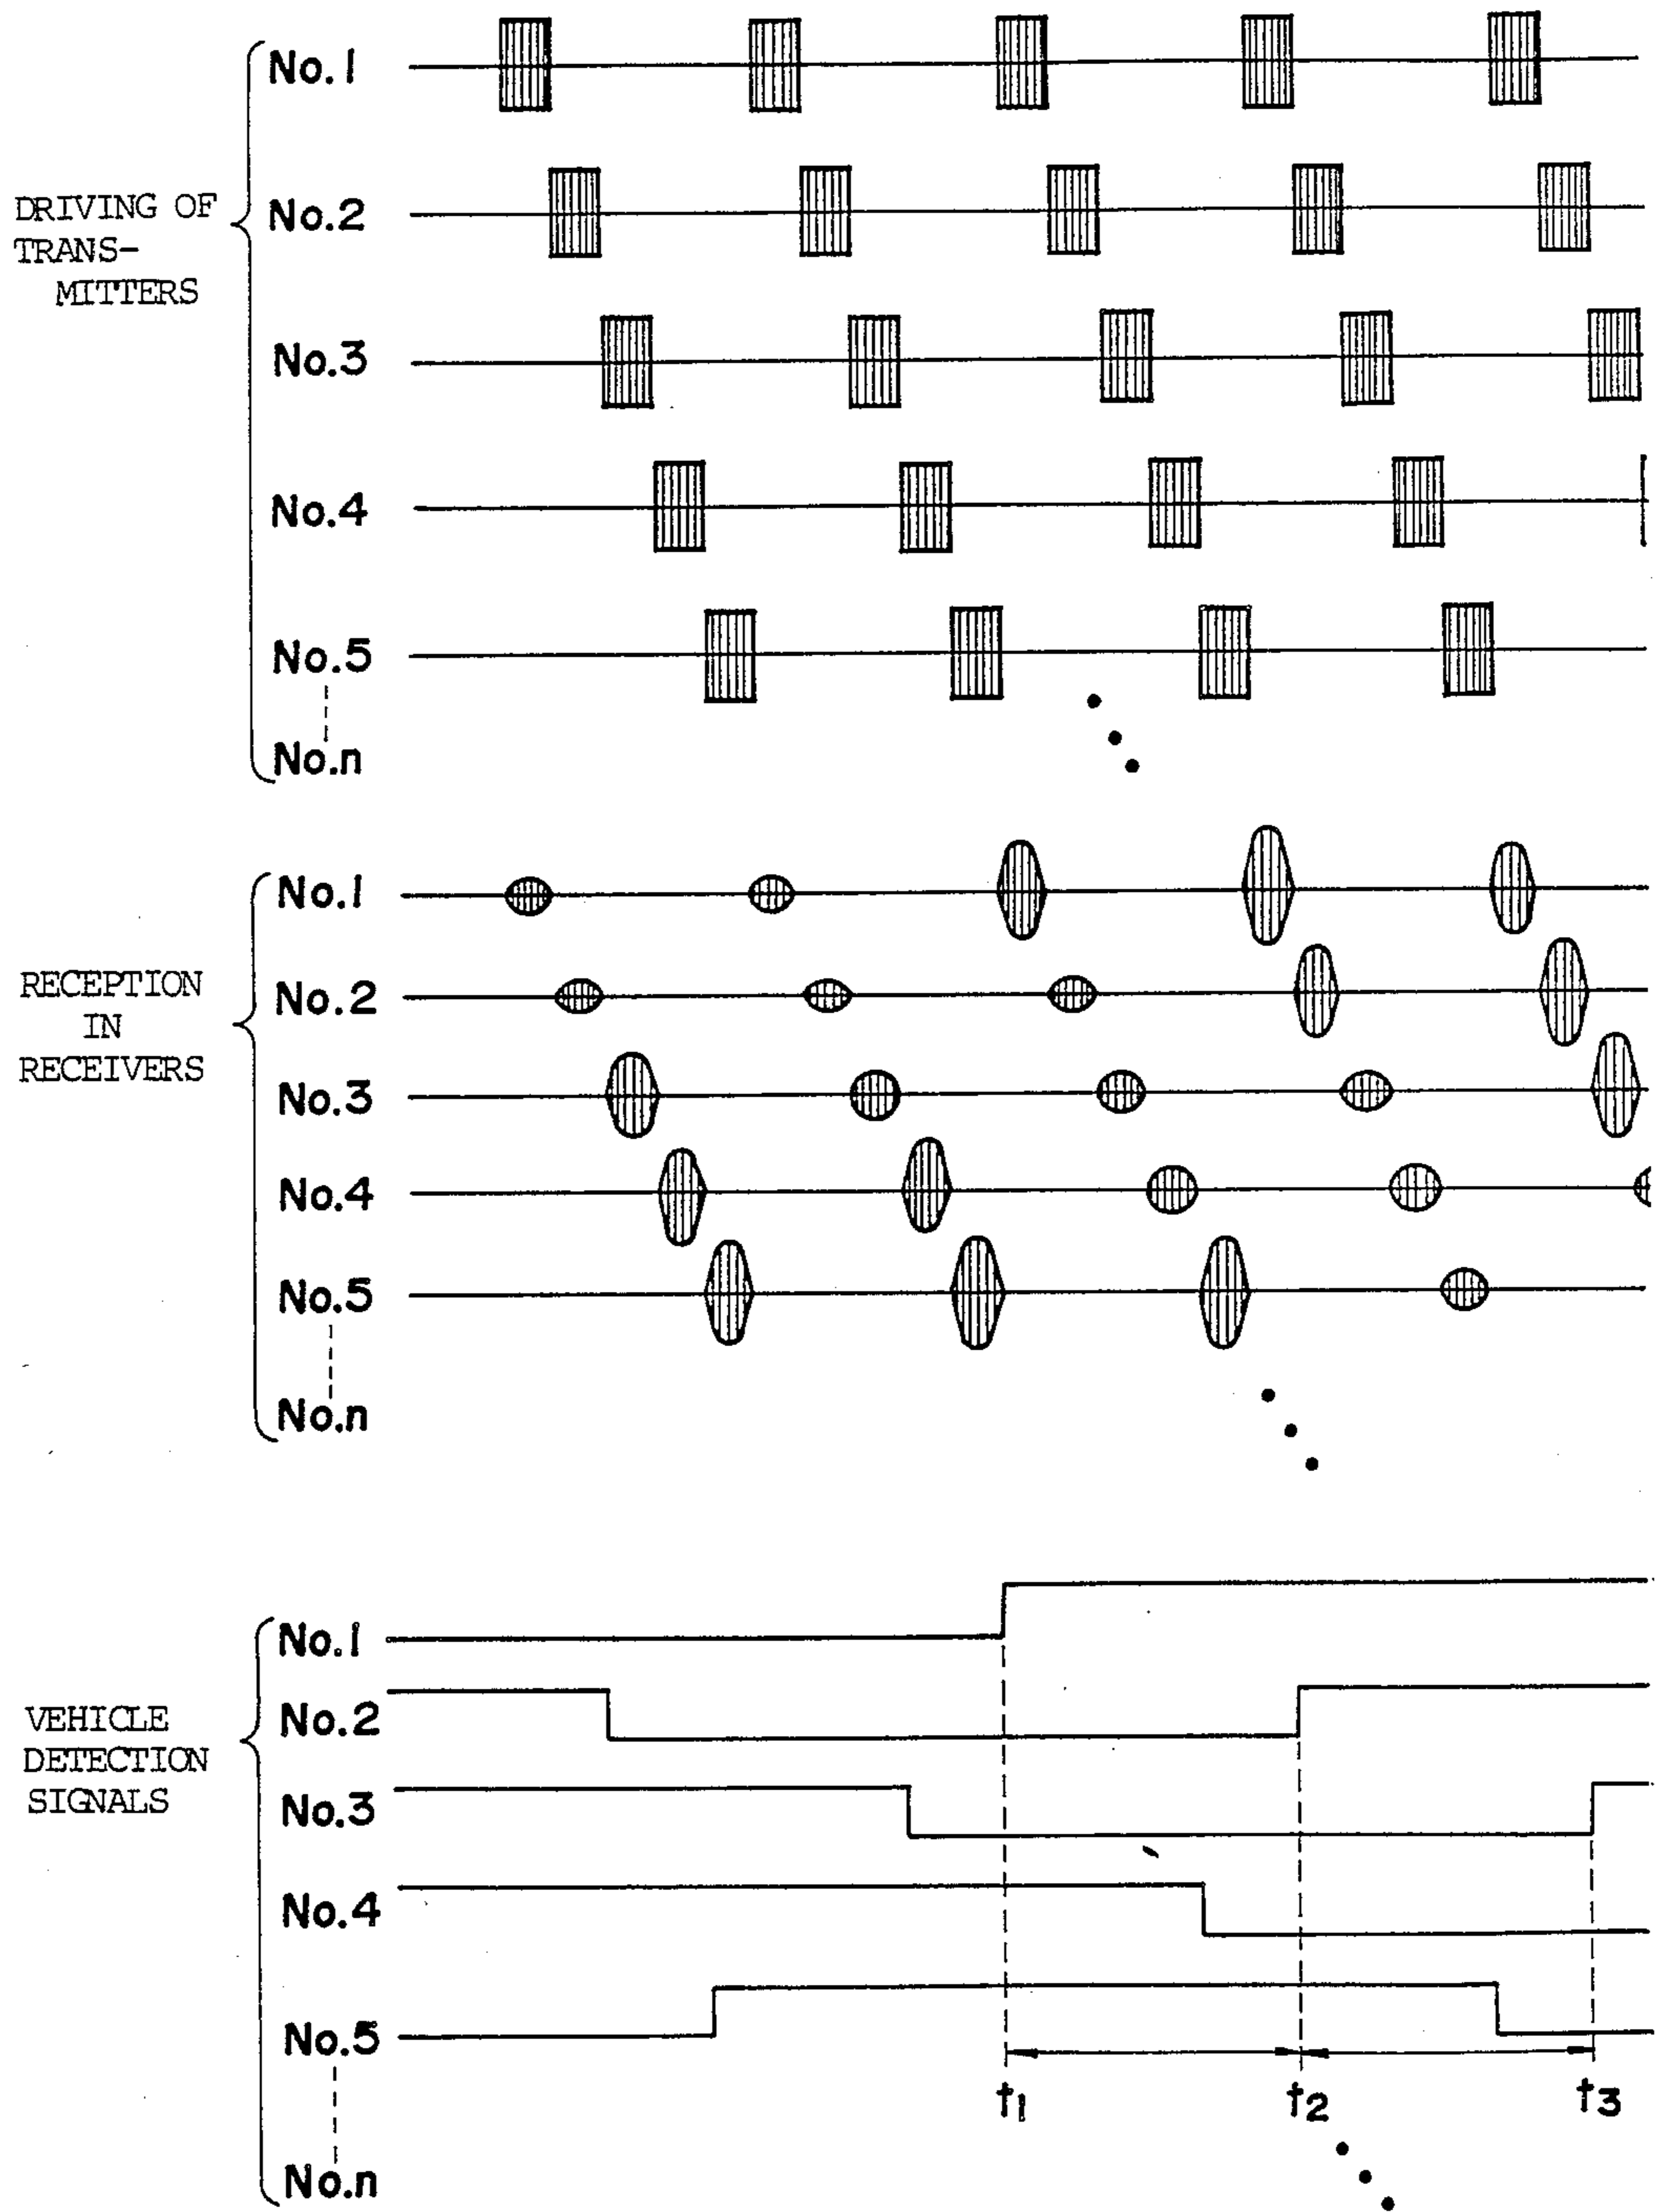 No.1
No.2
DRIVING OF
TRANS-
MITTERS
No.3
No.4
No.5
No.n
No.1
No.2
RECEPTION
IN
RECEIVERS
No.3
No.4
No.5
No.n
No.1
No.2
VEHICLE
DETECTION
SIGNALS
No.3
No.4
No.5
t1 t2 t3
No.n